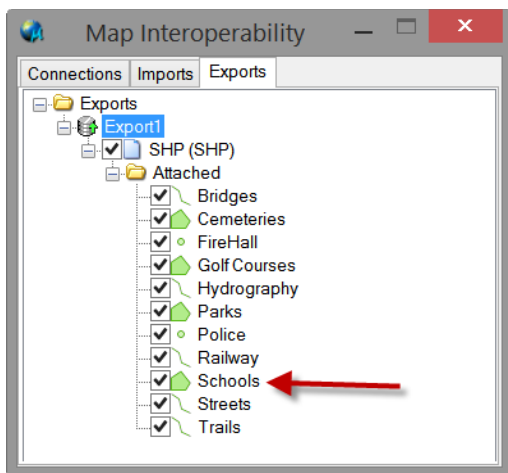 Map Interoperability
Connections Imports Exports
Exports
Export1
SHP (SHP)
Attached
Bridges
Cemeteries
FireHall
Golf Courses
Hydrography
Parks
Police
Railway
Schools
Streets
Trails